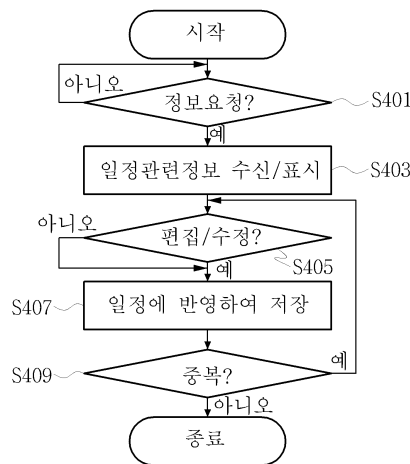 시작
아니오
정보요청?
S401
예
일정관련정보 수신/표시
S403
아니오
편집/수정?
S405
예
S407
일정에 반영하여 저장
예
S409
중복?
아니오
종료